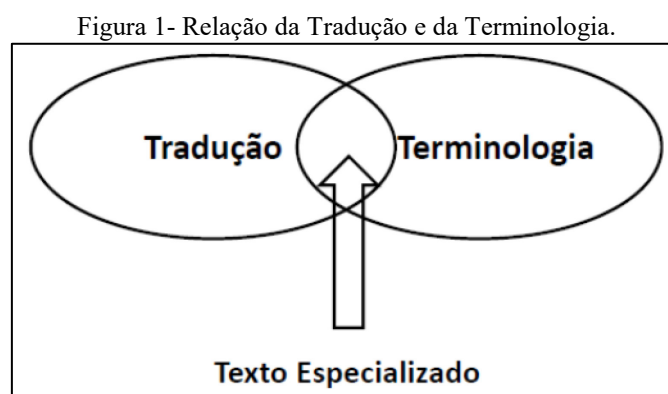 Figura 1- Relação da Tradução e da Terminologia.
Tradução
Terminologia
Texto Especializado